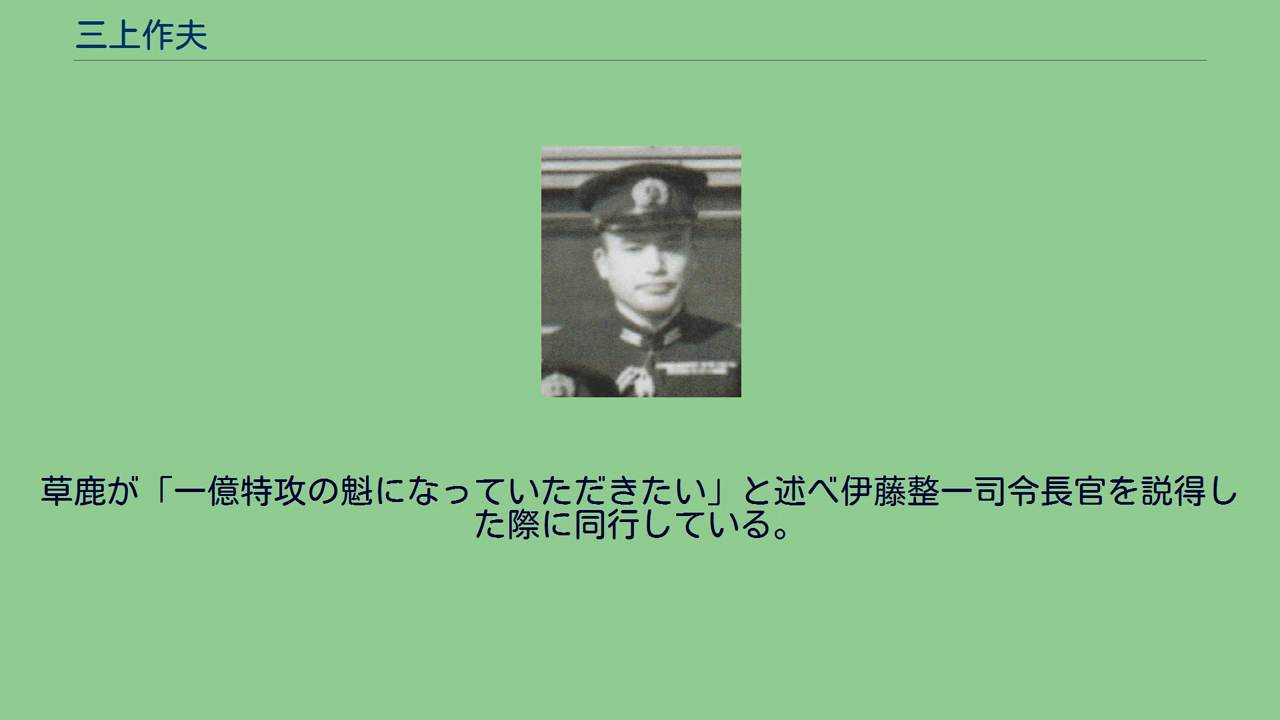 三上作夫
草鹿が「一億特攻の魁になっていただきたい」と述べ伊藤整一司令長官を説得し
た際に同行している。